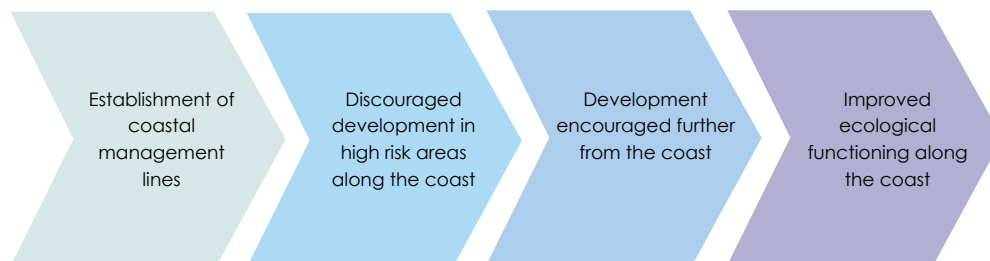 Establishment of
coastal
management
lines
Discouraged
development in
high risk areas
along the coast
Development
encouraged further
from the coast
Improved
ecological
functioning along
the coast